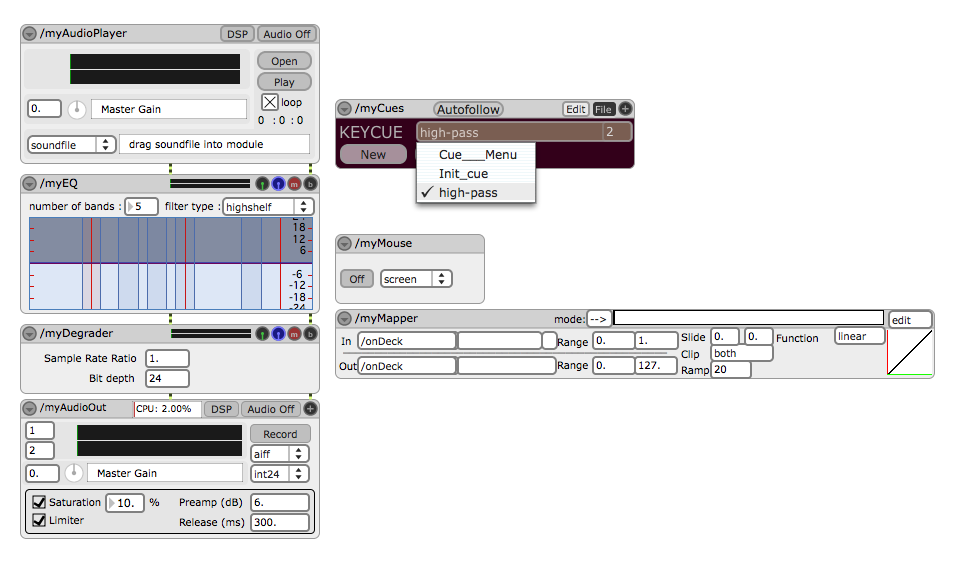 /myAudioPlayer DSP Audio Off
Open
Play
loop
0. Master Gain
0 : 0 : 0
soundfile drag soundfile into module
/myEQ i i m b
number of bands : 5 filter type : highshelf
24
18
12
6
-6
-12
-18
-24
/myDegrader i i m b
Sample Rate Ratio 1.
Bit depth 24
/myAudioOut CPU: 2.00% DSP Audio Off +
1
Record
2
aiff
0. Master Gain
int24
Saturation 10. % Preamp (dB) 6.
Limiter Release (ms) 300.
/myCues Autofollow Edit File +
KEYCUE high-pass 2
New
Cue___Menu
Init_cue
✓ high-pass
/myMouse
Off screen
/myMapper mode: --> edit
In /onDeck Range 0. 1. Slide 0. 0. Function linear
Clip both
Out /onDeck Range 0. 127. Ramp 20